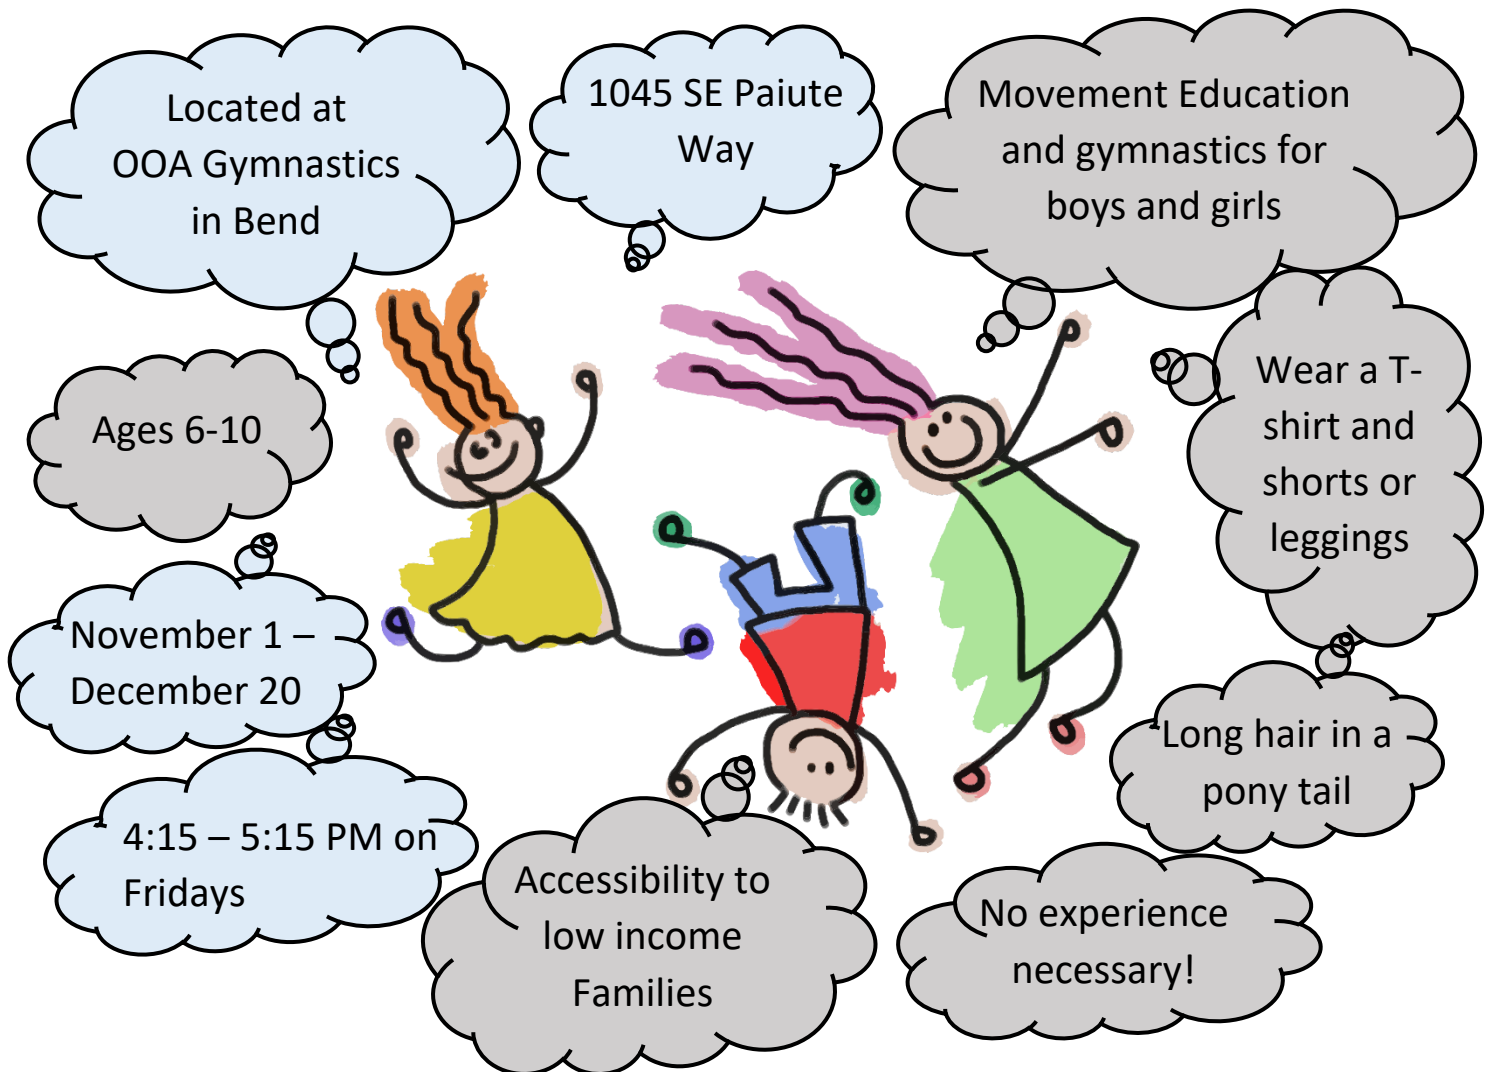 Located at
OOA Gymnastics
in Bend
1045 SE Paiute
Way
Movement Education
and gymnastics for
boys and girls
Ages 6-10
Wear a T-
shirt and
shorts or
leggings
November 1 –
December 20
Long hair in a
pony tail
4:15 – 5:15 PM on
Fridays
Accessibility to
low income
Families
No experience
necessary!